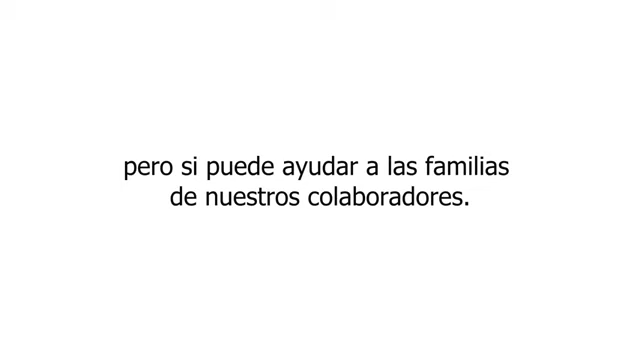 pero si puede ayudar a las familias
de nuestros colaboradores.